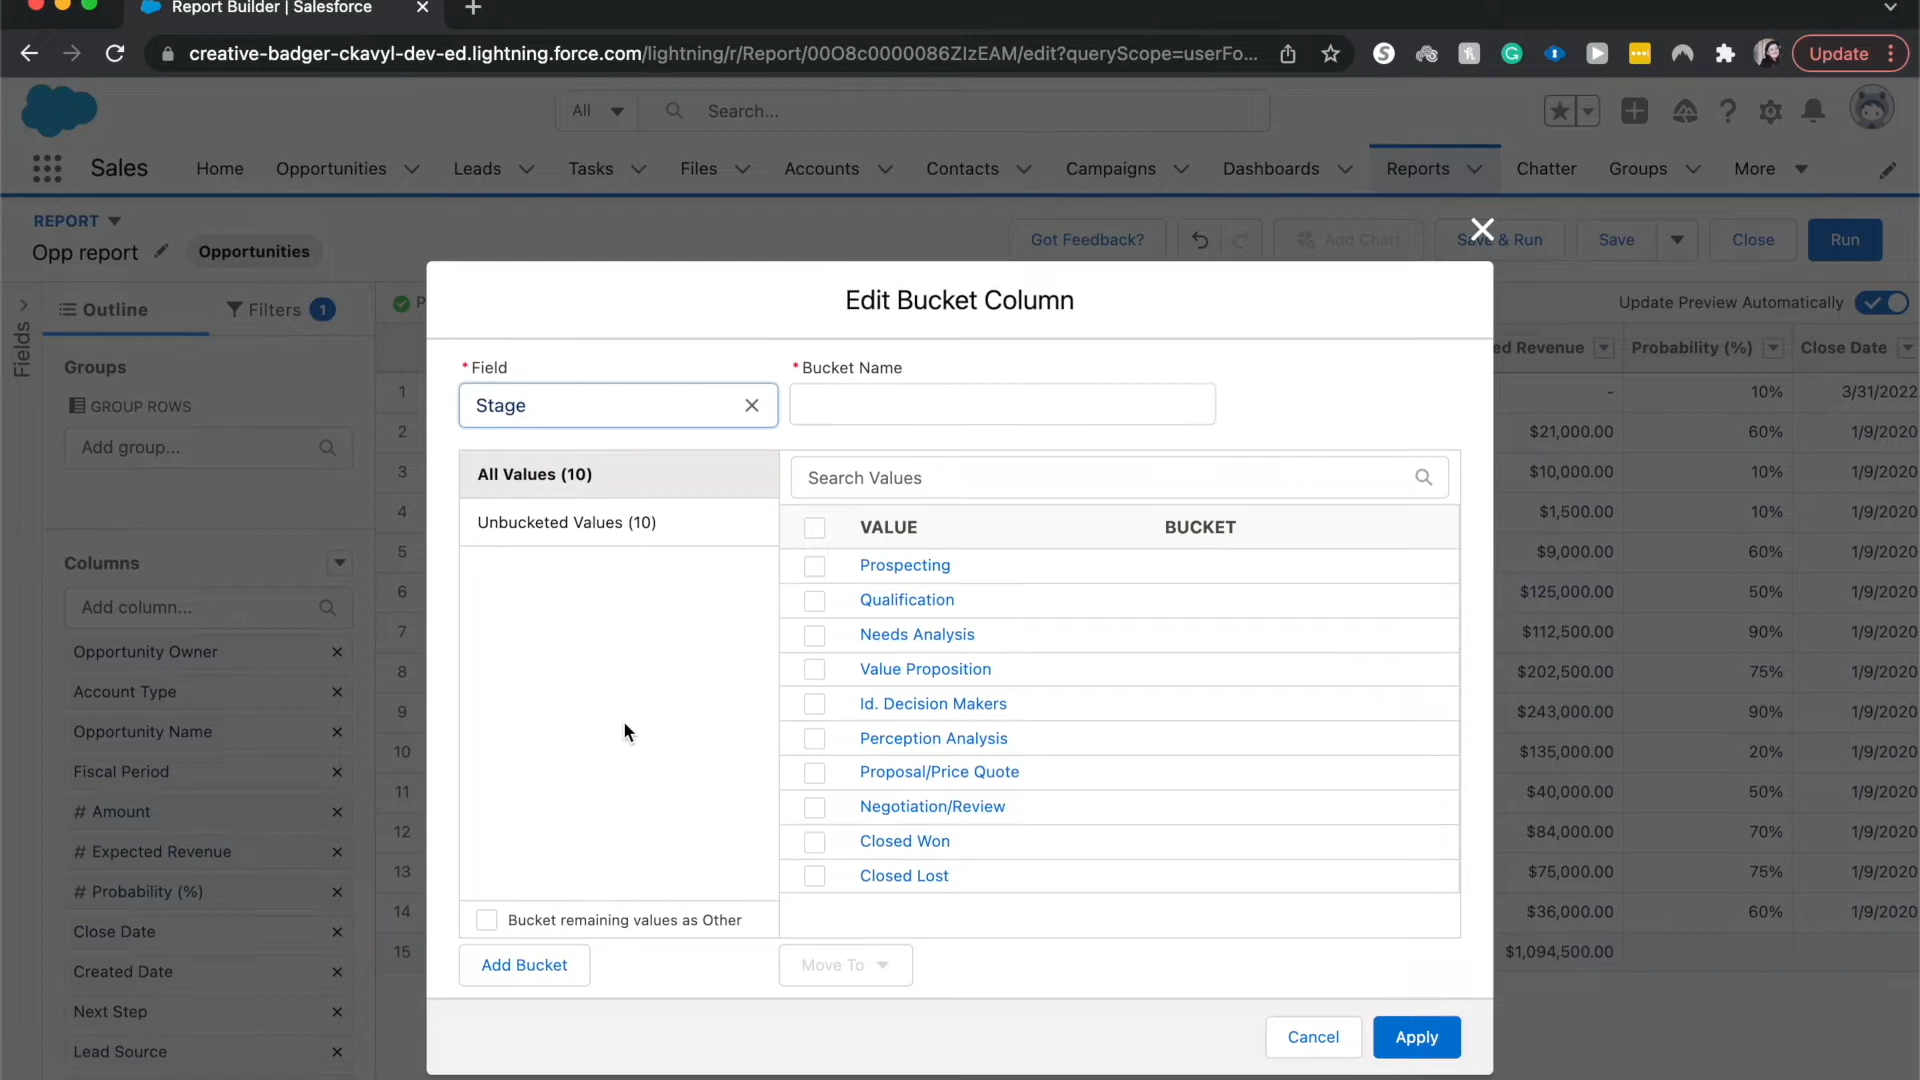 Report Builder | Salesforce
creative-badger-ckavyl-dev-ed.lightning.force.com/lightning/r/Report/00O8c0000086ZIzEAM/edit?queryScope=userFo...
Update
All
Search...
Sales
Home
Opportunities
Leads
Tasks
Files
Accounts
Contacts
Campaigns
Dashboards
Reports
Chatter
Groups
More
REPORT
Opp report
Opportunities
Got Feedback?
Add Chart
Save & Run
Save
Close
Run
Fields
Outline
Filters 1
Update Preview Automatically
Groups
GROUP ROWS
Add group...
Columns
Add column...
Opportunity Owner
Account Type
Opportunity Name
Fiscal Period
# Amount
# Expected Revenue
# Probability (%)
Close Date
Created Date
Next Step
Lead Source
1
2
3
4
5
6
7
8
9
10
11
12
13
14
15
Edit Bucket Column
* Field
Stage
* Bucket Name
All Values (10)
Unbucketed Values (10)
Search Values
VALUE BUCKET
Prospecting
Qualification
Needs Analysis
Value Proposition
Id. Decision Makers
Perception Analysis
Proposal/Price Quote
Negotiation/Review
Closed Won
Closed Lost
Bucket remaining values as Other
Add Bucket
Move To
Cancel
Apply
ed Revenue Probability (%) Close Date
- 10% 3/31/2022
$21,000.00 60% 1/9/2020
$10,000.00 10% 1/9/2020
$1,500.00 10% 1/9/2020
$9,000.00 60% 1/9/2020
$125,000.00 50% 1/9/2020
$112,500.00 90% 1/9/2020
$202,500.00 75% 1/9/2020
$243,000.00 90% 1/9/2020
$135,000.00 20% 1/9/2020
$40,000.00 50% 1/9/2020
$84,000.00 70% 1/9/2020
$75,000.00 75% 1/9/2020
$36,000.00 60% 1/9/2020
$1,094,500.00